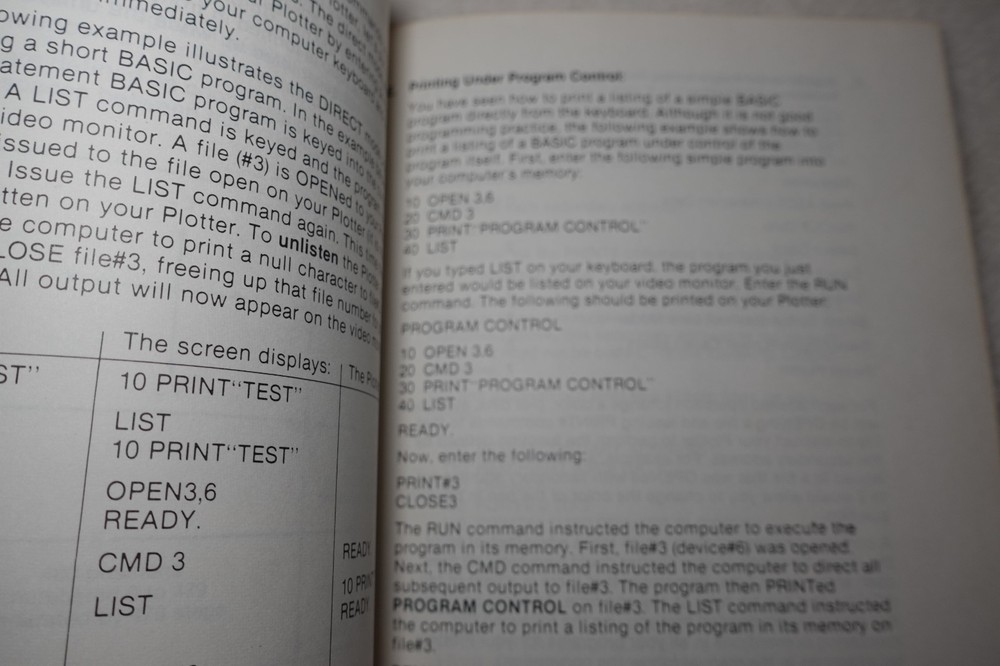 immediately.
owing example illustrates the DIRECT mode
g a short BASIC program. In the example
atement BASIC program is keyed into the
A LIST command is keyed and the program
ideo monitor. A file (#3) is OPENed to your
issued to the file open on your Plotter
Issue the LIST command again. This
tten on your Plotter. To unlisten the
e computer to print a null character to
LOSE file#3, freeing up that file number
All output will now appear on the video
The screen displays:
The
ST"
10 PRINT"TEST"
LIST
10 PRINT"TEST"
OPEN3,6
READY.
CMD 3
LIST
READY
10 PRINT
READY
Printing Under Program Control:
You have seen how to print a listing of a simple BASIC
program directly from the keyboard. Although it is not good
programming practice, the following example shows how to
print a listing of a BASIC program under control of the
program itself. First, enter the following simple program into
your computer's memory:
10 OPEN 3,6
20 CMD 3
30 PRINT"PROGRAM CONTROL"
40 LIST
If you typed LIST on your keyboard, the program you just
entered would be listed on your video monitor. Enter the RUN
command. The following should be printed on your Plotter:
PROGRAM CONTROL
10 OPEN 3,6
20 CMD 3
30 PRINT"PROGRAM CONTROL"
40 LIST
READY.
Now, enter the following:
PRINT#3
CLOSE3
The RUN command instructed the computer to execute the
program in its memory. First, file#3 (device#6) was opened.
Next, the CMD command instructed the computer to direct all
subsequent output to file#3. The program then PRINTed
PROGRAM CONTROL on file#3. The LIST command instructed
the computer to print a listing of the program in its memory on
file#3.